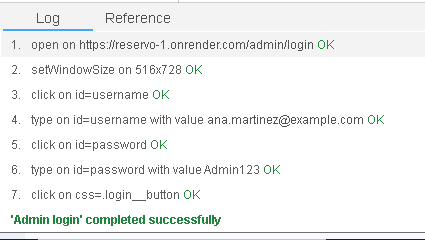 Log Reference
1. open on https://reservo-1.onrender.com/admin/login OK
2. setWindowSize on 516x728 OK
3. click on id=username OK
4. type on id=username with value ana.martinez@example.com OK
5. click on id=password OK
6. type on id=password with value Admin123 OK
7. click on css=.login__button OK
'Admin login' completed successfully